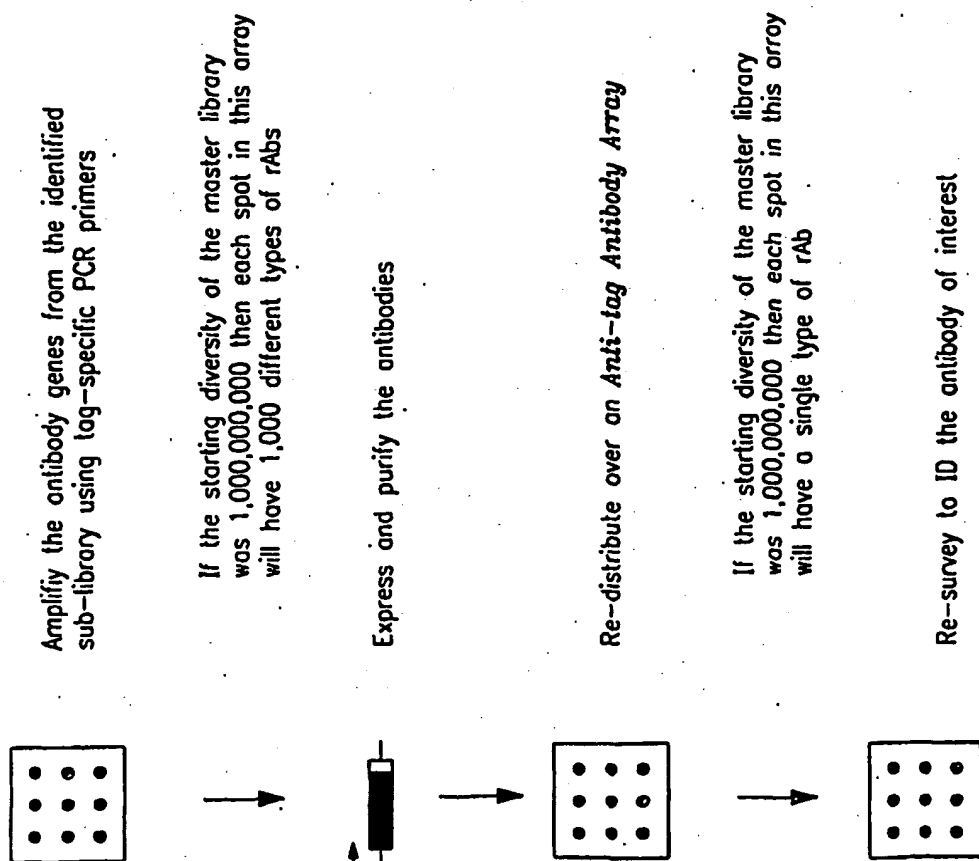 Amplifiy the antibody genes from the identified
sub-library using tag-specific PCR primers
If the starting diversity of the master library
was 1,000,000,000 then each spot in this array
will have 1,000 different types of rAbs
Express and purify the antibodies
Re-distribute over an Anti-tag Antibody Array
If the starting diversity of the master library
was 1,000,000,000 then each spot in this array
will have a single type of rAb
Re-survey to ID the antibody of interest